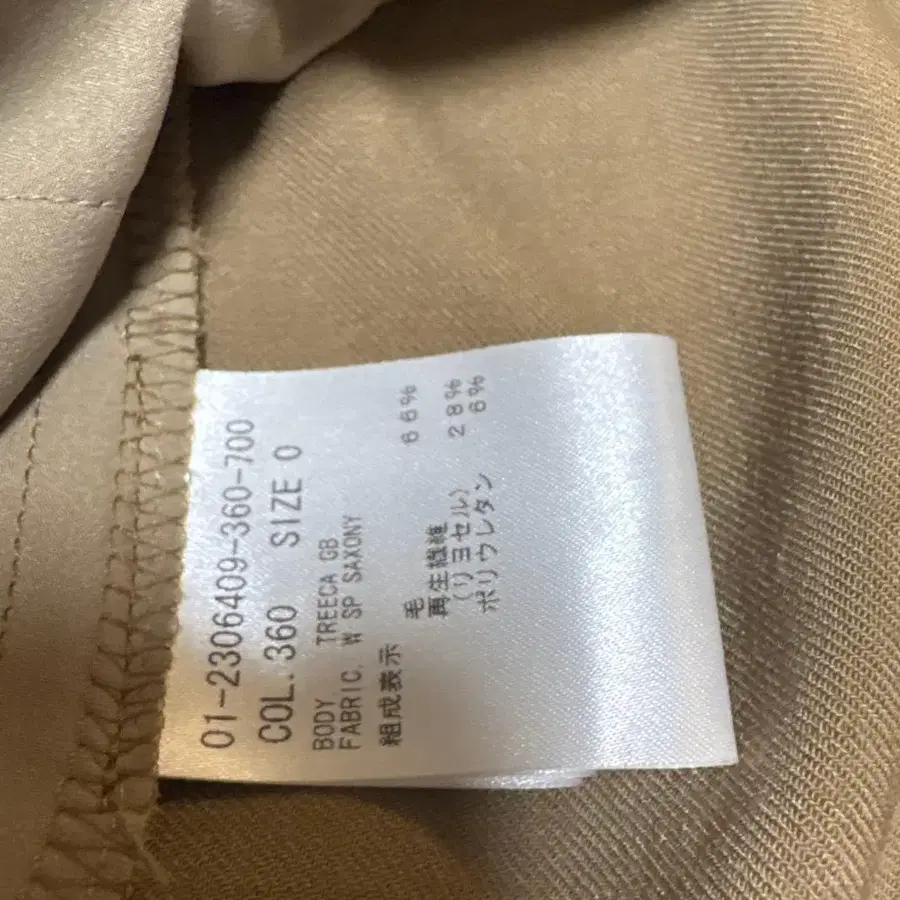 01-2306409-360-700
COL. 360 SIZE 0
BODY. TREECA GB
FABRIC. W SP SAXONY
組成表示
毛 66%
再生繊維
(リヨセル) 28%
ポリウレタン 6%